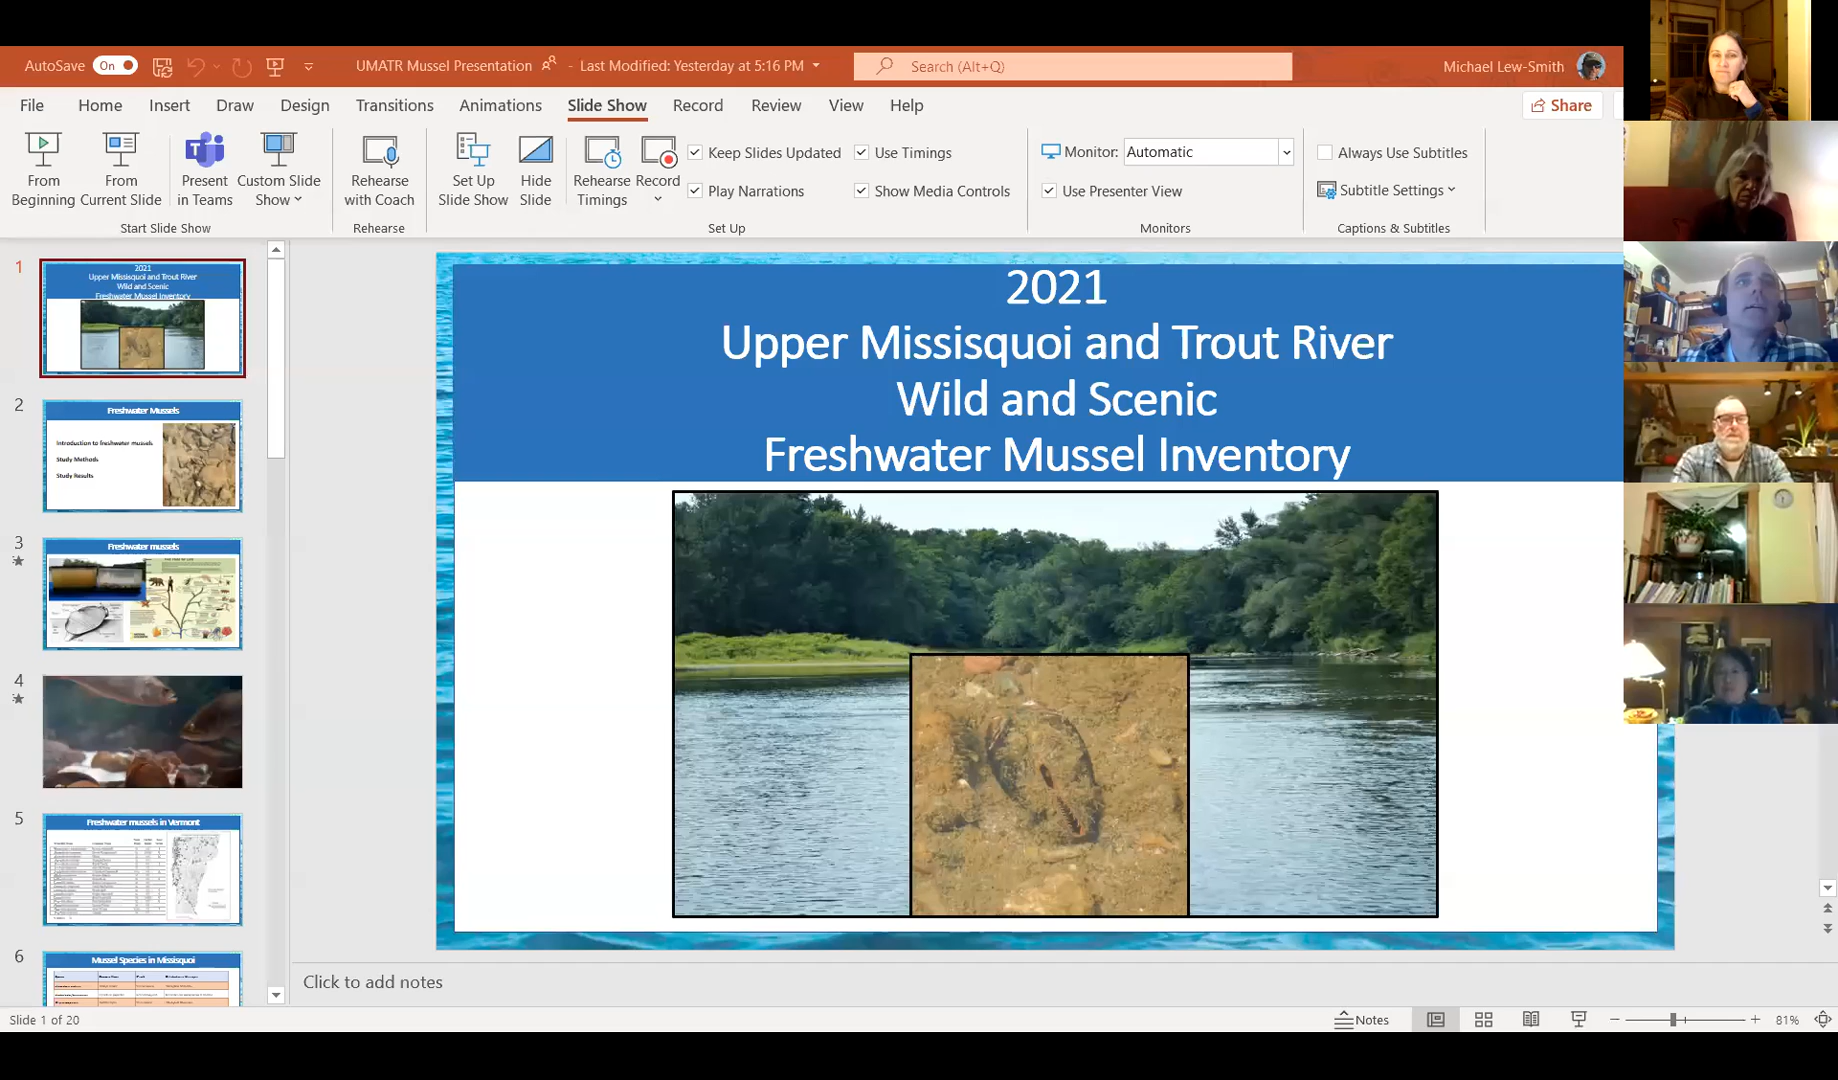 AutoSave On
UMATR Mussel Presentation - Last Modified: Yesterday at 5:16 PM
Search (Alt+Q)
Michael Lew-Smith
File Home Insert Draw Design Transitions Animations Slide Show Record Review View Help
Share
From Beginning
From Current Slide
Present in Teams
Custom Slide Show
Start Slide Show
Rehearse with Coach
Rehearse
Set Up Slide Show
Hide Slide
Rehearse Timings
Record
Keep Slides Updated
Play Narrations
Use Timings
Show Media Controls
Set Up
Monitor: Automatic
Use Presenter View
Monitors
Always Use Subtitles
Subtitle Settings
Captions & Subtitles
1
2021
Upper Missisquoi and Trout River
Wild and Scenic
Freshwater Mussel Inventory
2
Freshwater Mussels
Introduction to freshwater mussels
Study Methods
Study Results
3
Freshwater mussels
4
5
Freshwater mussels in Vermont
6
Mussel Species in Missisquoi
2021
Upper Missisquoi and Trout River
Wild and Scenic
Freshwater Mussel Inventory
Click to add notes
Slide 1 of 20
Notes
81%